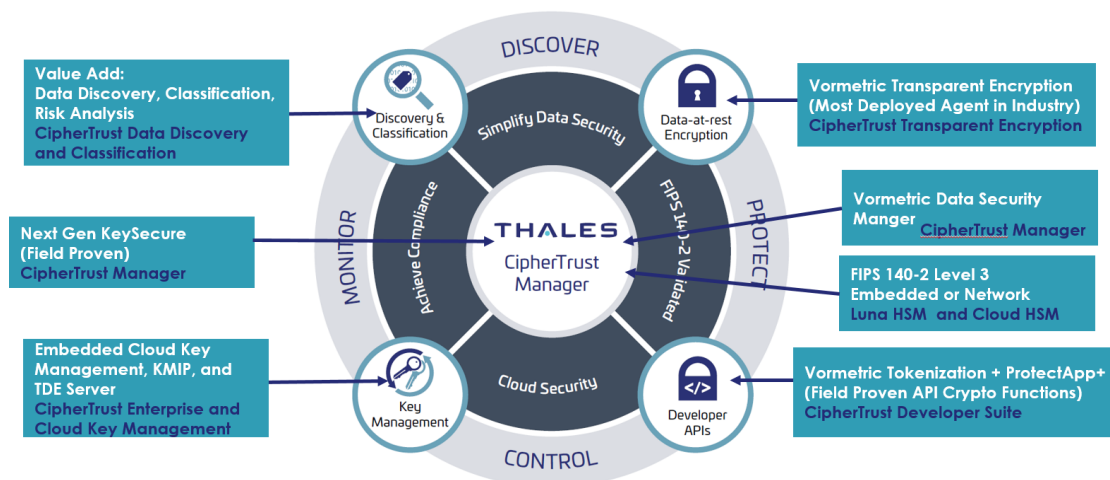 DISCOVER
Value Add:
Data Discovery, Classification,
Risk Analysis
CipherTrust Data Discovery
and Classification
Discovery &
Classification
Simplify Data Security
Data-at-rest
Encryption
Vormetric Transparent Encryption
(Most Deployed Agent in Industry)
CipherTrust Transparent Encryption
MONITOR
Achieve Compliance
THALES
CipherTrust
Manager
FIPS 140-2 Validated
PROTECT
Vormetric Data Security
Manger
CipherTrust Manager
Next Gen KeySecure
(Field Proven)
CipherTrust Manager
FIPS 140-2 Level 3
Embedded or Network
Luna HSM and Cloud HSM
Embedded Cloud Key
Management, KMIP, and
TDE Server
CipherTrust Enterprise and
Cloud Key Management
Key
Management
Cloud Security
</>
Developer
APIs
Vormetric Tokenization + ProtectApp+
(Field Proven API Crypto Functions)
CipherTrust Developer Suite
CONTROL